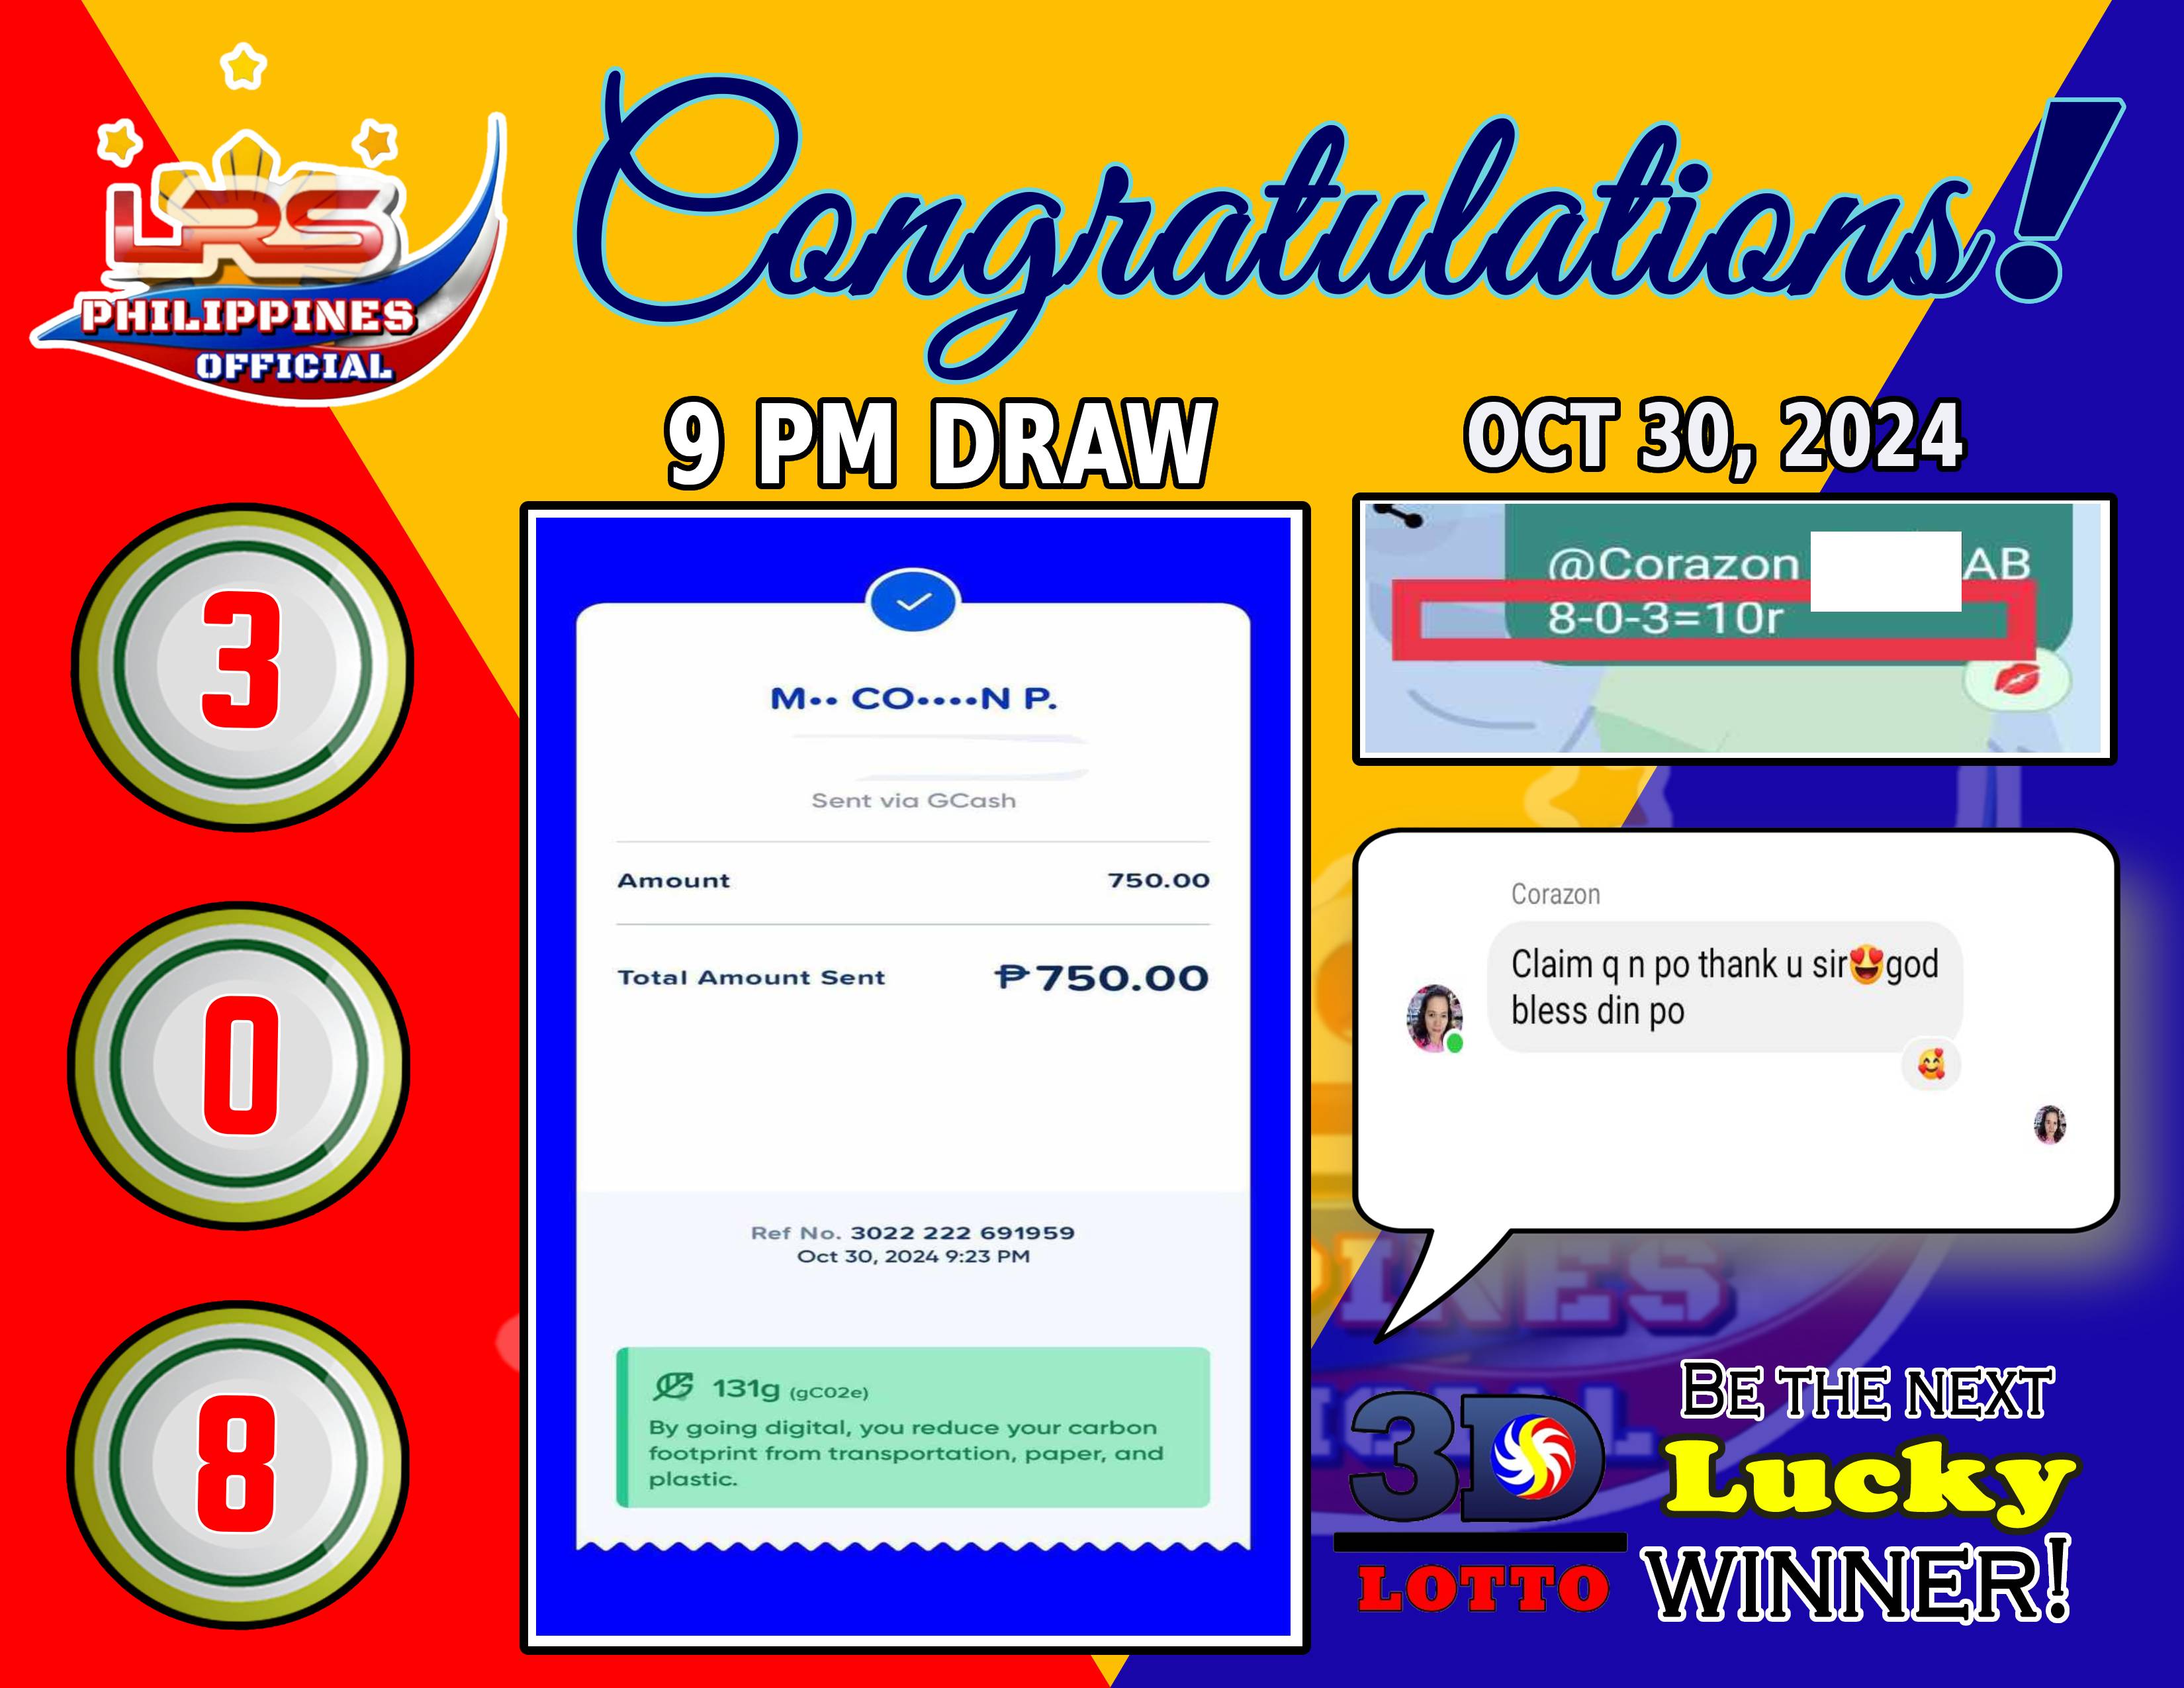 LRS
PHILIPPINES
OFFICIAL
Congratulations!
9 PM DRAW
OCT 30, 2024
3
0
8
M•• CO••••N P.
Sent via GCash
Amount 750.00
Total Amount Sent ₱750.00
Ref No. 3022 222 691959
Oct 30, 2024 9:23 PM
131g (gCO2e)
By going digital, you reduce your carbon
footprint from transportation, paper, and
plastic.
@Corazon AB
8-0-3=10r
Corazon
Claim q n po thank u sir😍god
bless din po
3D
LOTTO
BE THE NEXT
Lucky
WINNER!